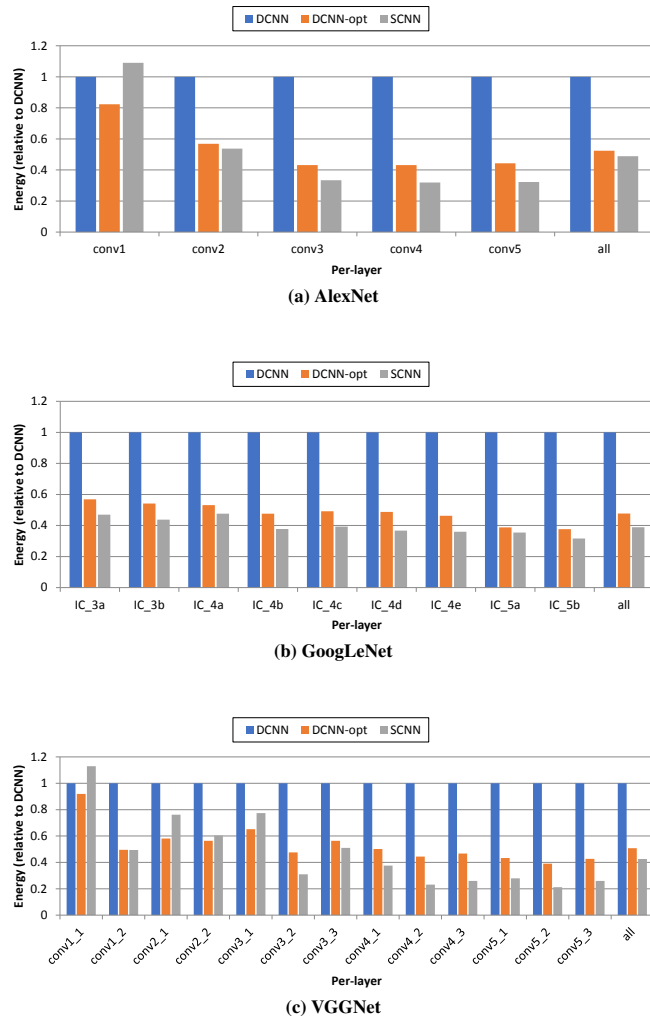 DCNN DCNN-opt SCNN
1.2
1
0.8
0.6
0.4
0.2
0
Energy (relative to DCNN)
conv1 conv2 conv3 conv4 conv5 all
Per-layer
(a) AlexNet
DCNN DCNN-opt SCNN
1.2
1
0.8
0.6
0.4
0.2
0
Energy (relative to DCNN)
IC_3a IC_3b IC_4a IC_4b IC_4c IC_4d IC_4e IC_5a IC_5b all
Per-layer
(b) GoogLeNet
DCNN DCNN-opt SCNN
1.2
1
0.8
0.6
0.4
0.2
0
Energy (relative to DCNN)
conv1_1 conv1_2 conv2_1 conv2_2 conv3_1 conv3_2 conv3_3 conv4_1 conv4_2 conv4_3 conv5_1 conv5_2 conv5_3 all
Per-layer
(c) VGGNet